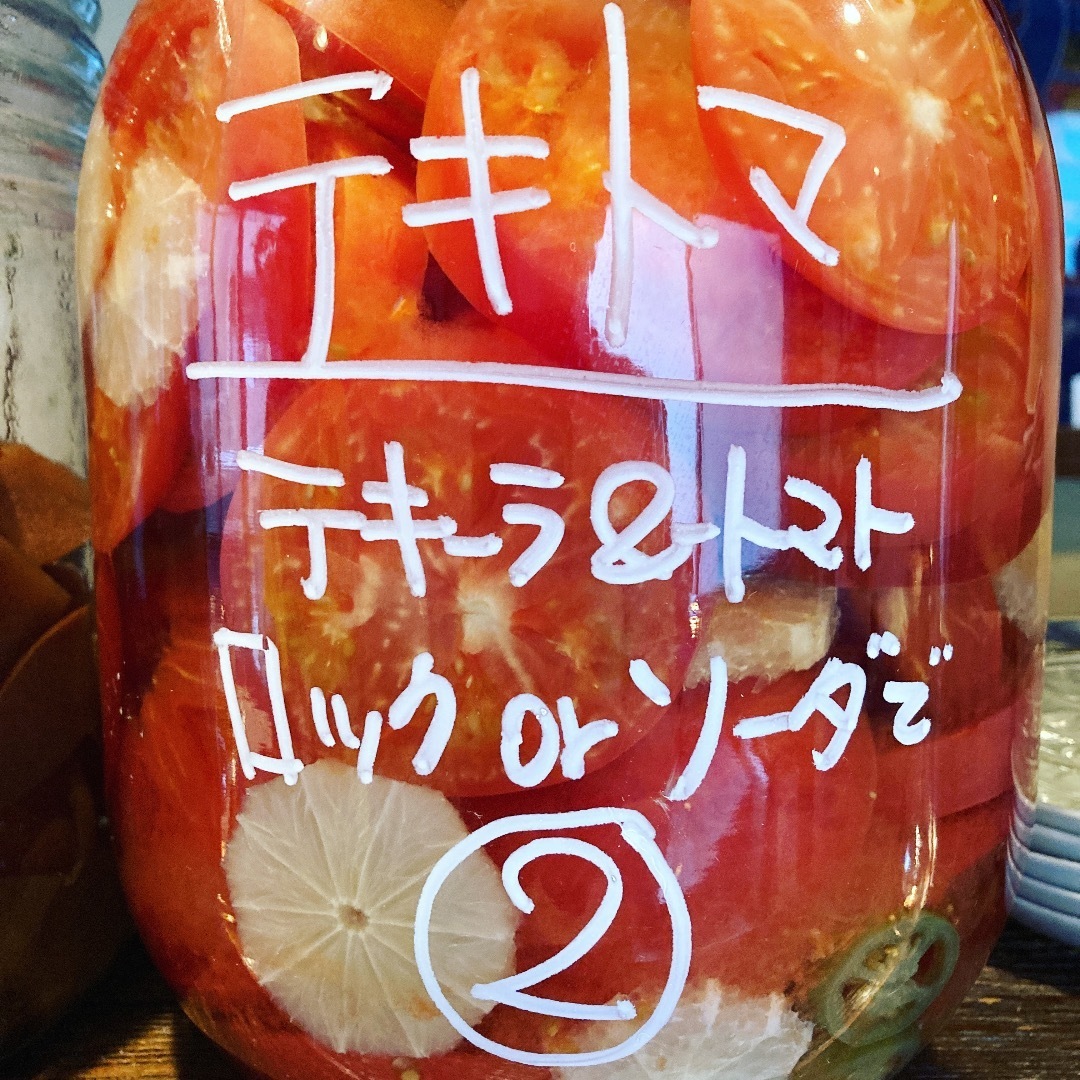 テキトマ
テキーラ&トマト
ロック or ソーダで
②